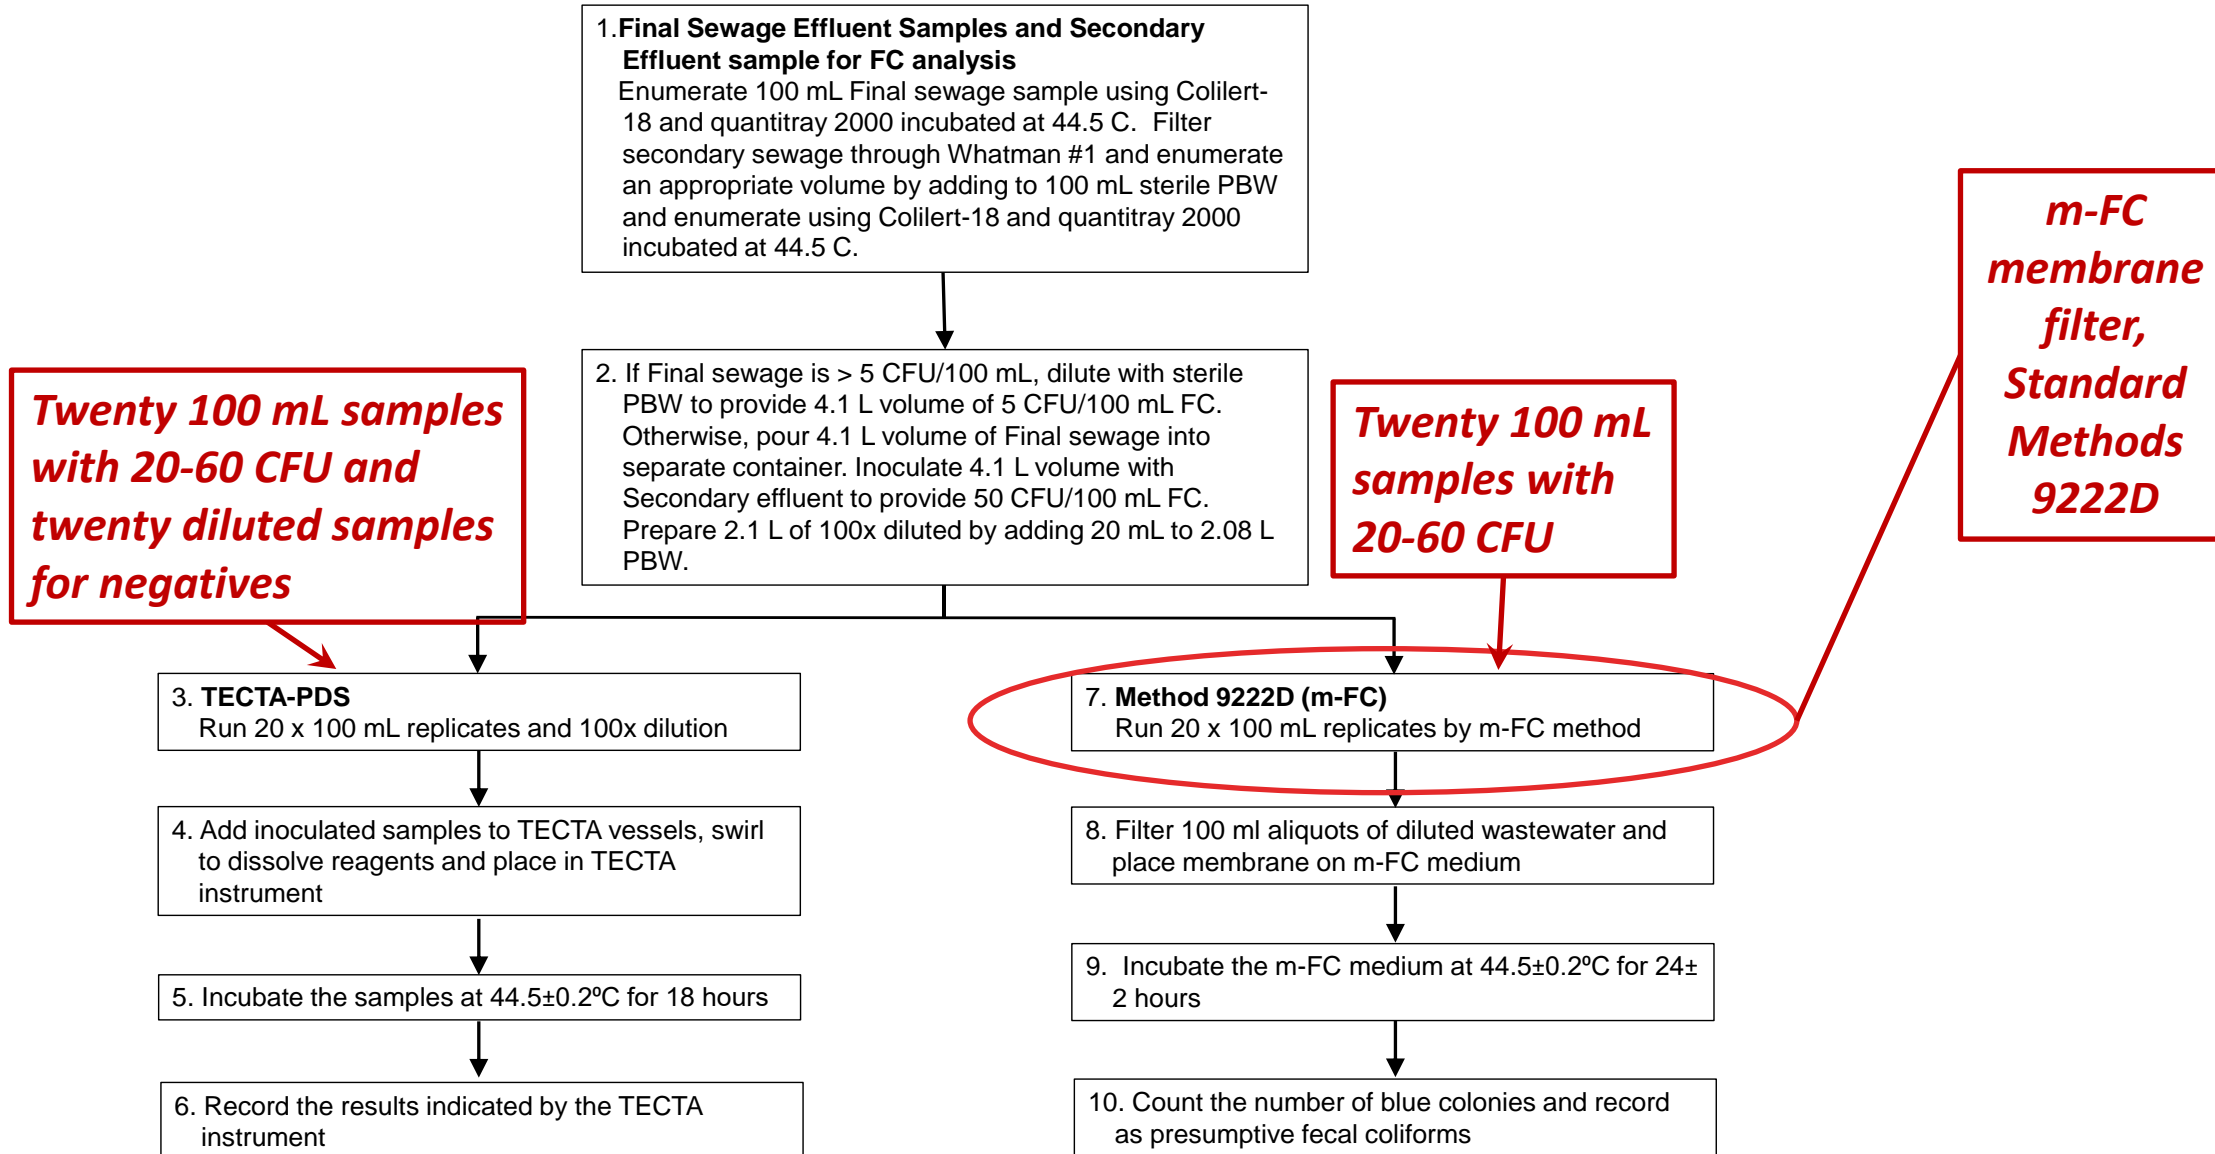 1.Final Sewage Effluent Samples and Secondary
Effluent sample for FC analysis
Enumerate 100 mL Final sewage sample using Colilert-
18 and quantitray 2000 incubated at 44.5 C. Filter
secondary sewage through Whatman #1 and enumerate
an appropriate volume by adding to 100 mL sterile PBW
and enumerate using Colilert-18 and quantitray 2000
incubated at 44.5 C.
m-FC
membrane
filter,
Standard
Methods
9222D
2. If Final sewage is > 5 CFU/100 mL, dilute with sterile
PBW to provide 4.1 L volume of 5 CFU/100 mL FC.
Otherwise, pour 4.1 L volume of Final sewage into
separate container. Inoculate 4.1 L volume with
Secondary effluent to provide 50 CFU/100 mL FC.
Prepare 2.1 L of 100x diluted by adding 20 mL to 2.08 L
PBW.
Twenty 100 mL samples
with 20-60 CFU and
twenty diluted samples
for negatives
Twenty 100 mL
samples with
20-60 CFU
3. TECTA-PDS
Run 20 x 100 mL replicates and 100x dilution
4. Add inoculated samples to TECTA vessels, swirl
to dissolve reagents and place in TECTA
instrument
5. Incubate the samples at 44.5±0.2ºC for 18 hours
6. Record the results indicated by the TECTA
instrument
7. Method 9222D (m-FC)
Run 20 x 100 mL replicates by m-FC method
8. Filter 100 ml aliquots of diluted wastewater and
place membrane on m-FC medium
9. Incubate the m-FC medium at 44.5±0.2ºC for 24±
2 hours
10. Count the number of blue colonies and record
as presumptive fecal coliforms